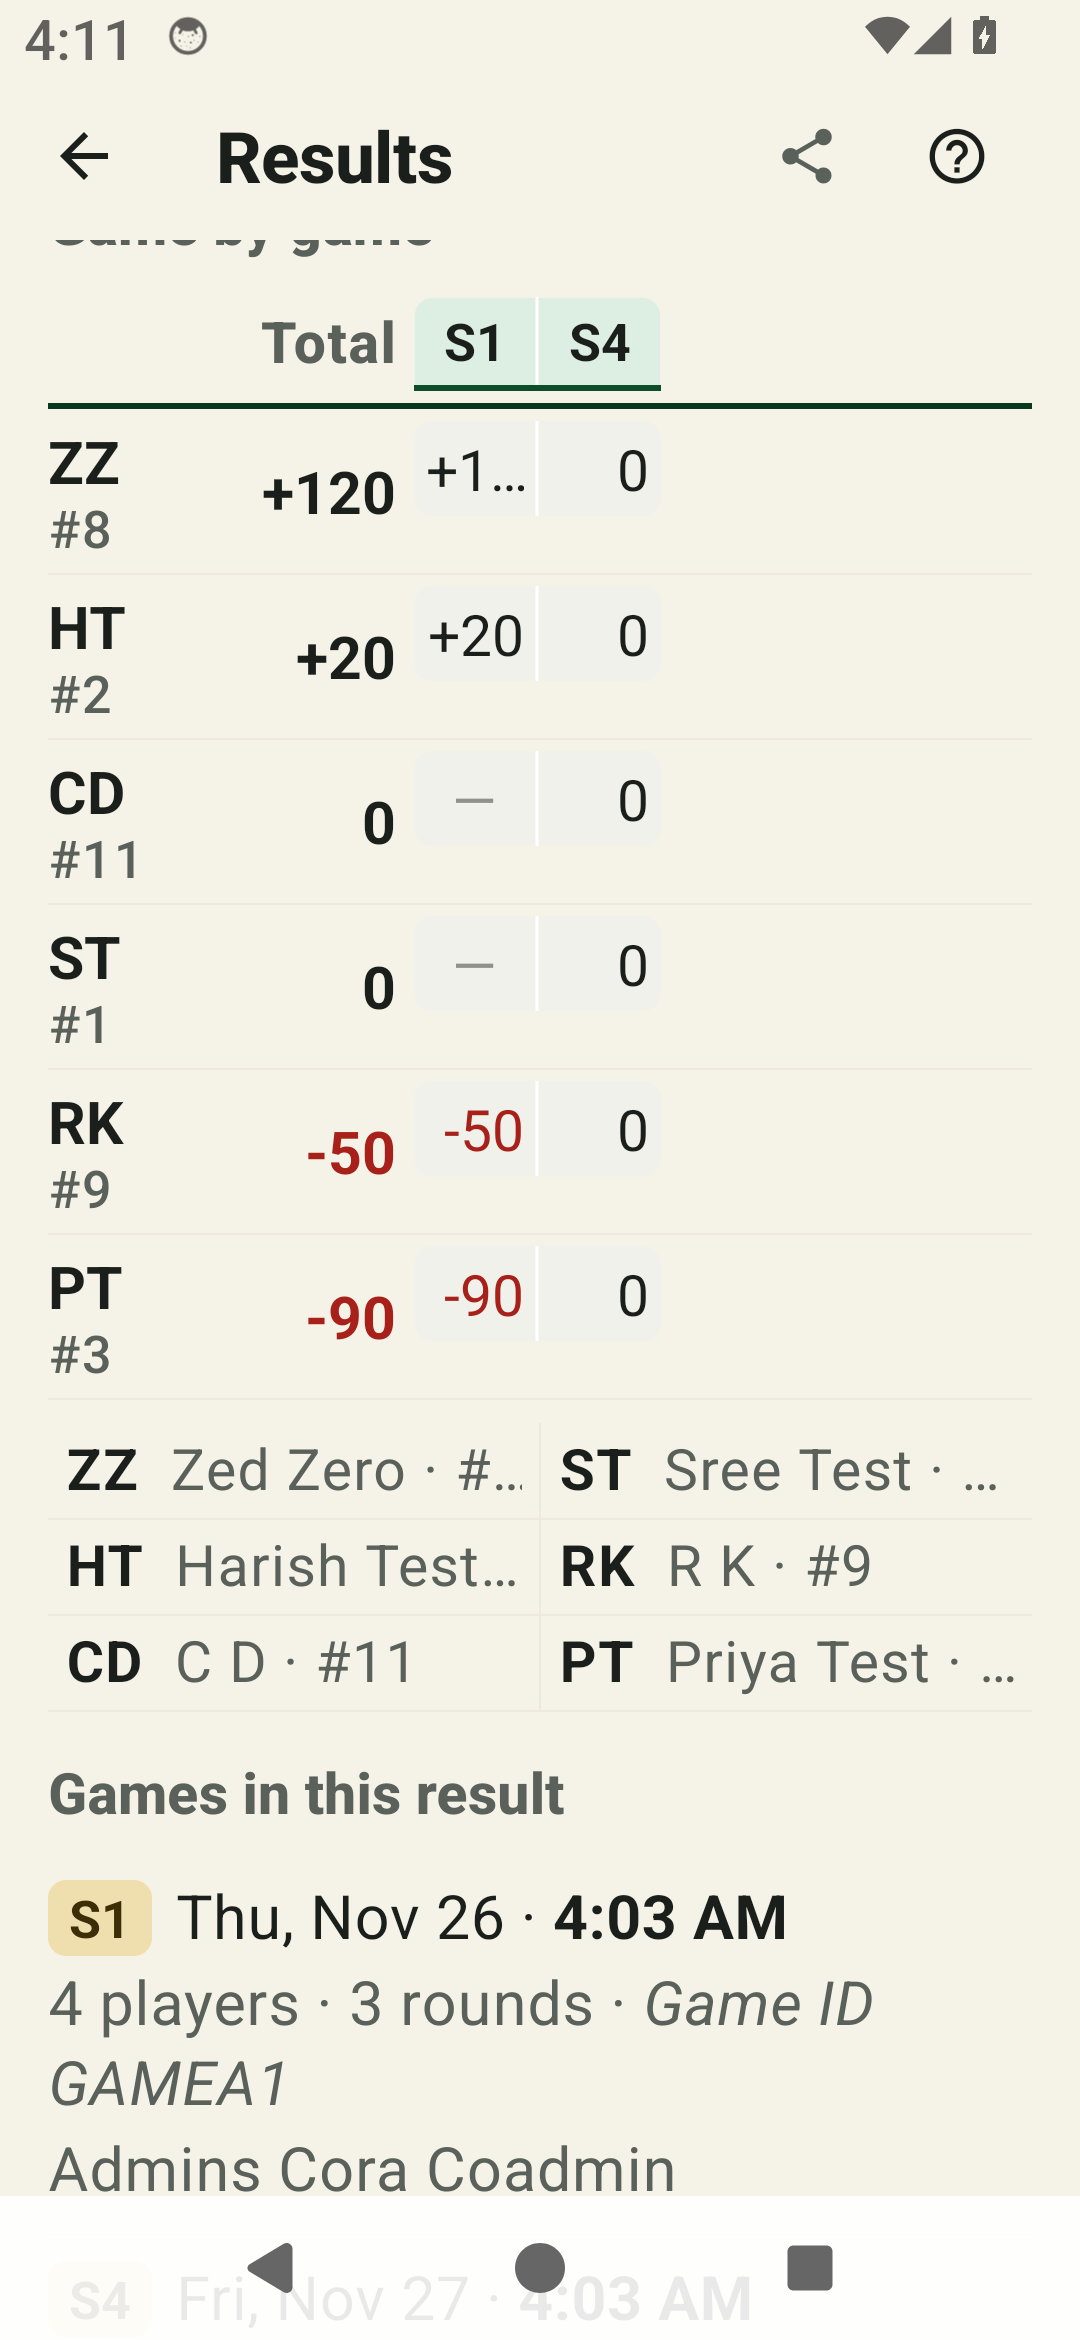 4:11
Results
Game by game
Total S1 S4
ZZ +120 +1... 0
#8
HT +20 +20 0
#2
CD 0 — 0
#11
ST 0 — 0
#1
RK -50 -50 0
#9
PT -90 -90 0
#3
ZZ Zed Zero · #... ST Sree Test · ...
HT Harish Test... RK R K · #9
CD C D · #11 PT Priya Test · ...
Games in this result
S1 Thu, Nov 26 · 4:03 AM
4 players · 3 rounds · Game ID
GAMEA1
Admins Cora Coadmin
S4 Fri, Nov 27 · 4:03 AM